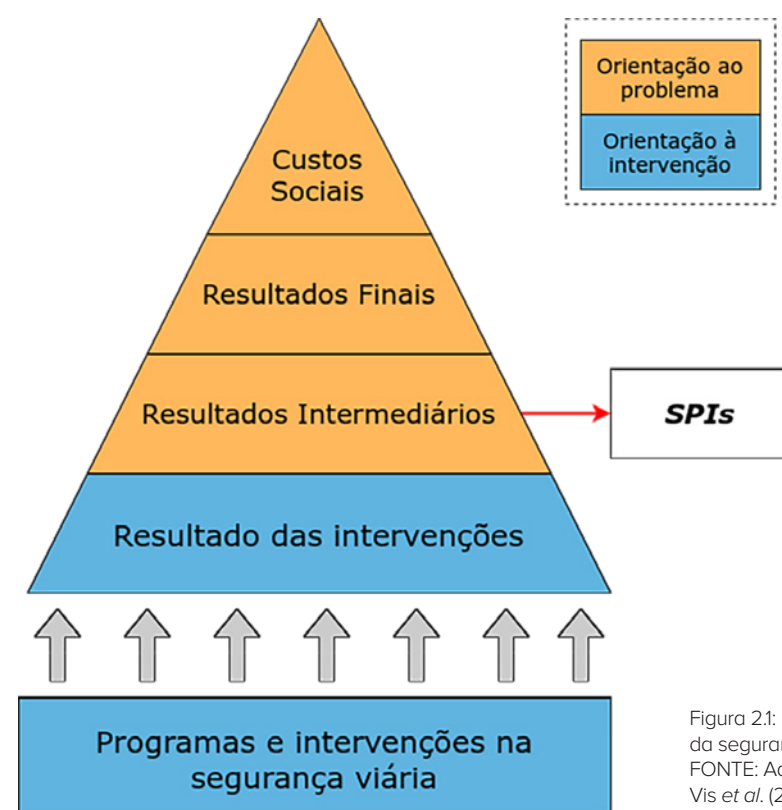 Custos
Sociais
Resultados Finais
Resultados Intermediários
Resultado das intervenções
Programas e intervenções na
segurança viária
Orientação ao
problema
Orientação à
intervenção
SPIs
Figura 2.1:
da seguran
FONTE: Ad
Vis et al. (2